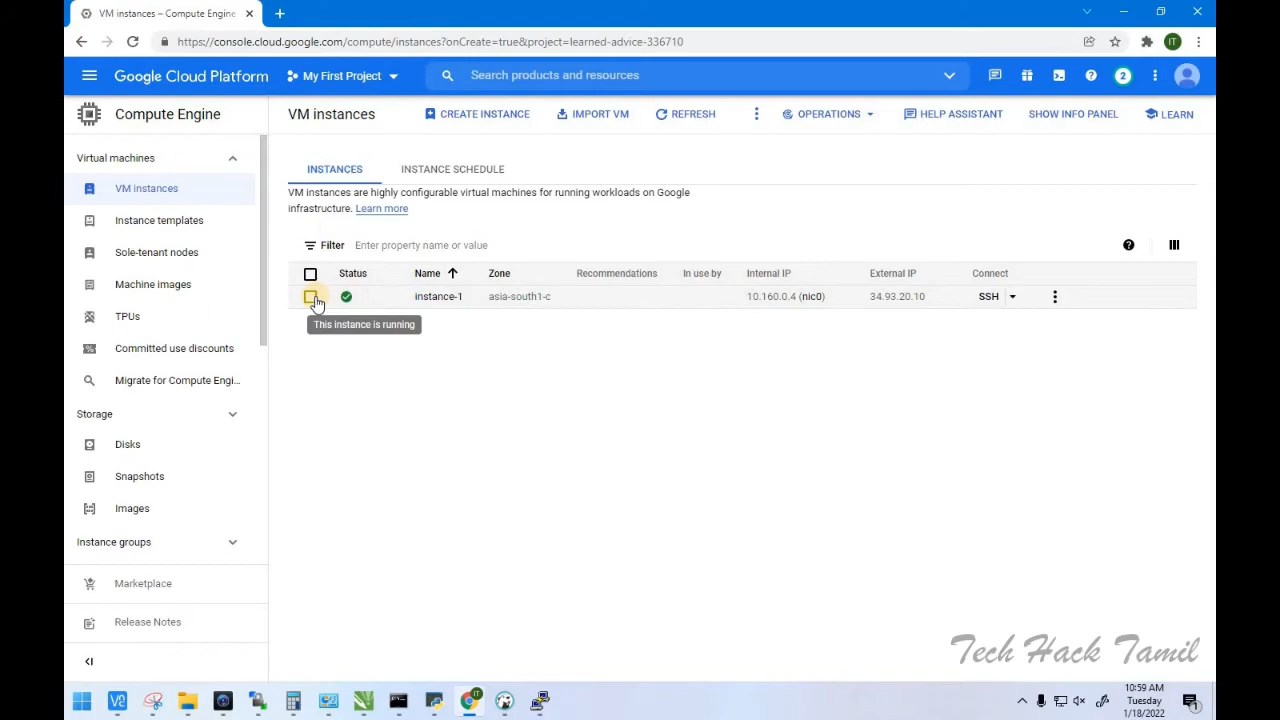 VM instances – Compute Engine
https://console.cloud.google.com/compute/instances?onCreate=true&project=learned-advice-336710
IT
Google Cloud Platform
My First Project
Search products and resources
2
Compute Engine
VM instances
CREATE INSTANCE
IMPORT VM
REFRESH
OPERATIONS
HELP ASSISTANT
SHOW INFO PANEL
LEARN
Virtual machines
VM instances
Instance templates
Sole-tenant nodes
Machine images
TPUs
Committed use discounts
Migrate for Compute Engi...
Storage
Disks
Snapshots
Images
Instance groups
Marketplace
Release Notes
INSTANCES
INSTANCE SCHEDULE
VM instances are highly configurable virtual machines for running workloads on Google
infrastructure. Learn more
Filter Enter property name or value
Status Name Zone Recommendations In use by Internal IP External IP Connect
instance-1 asia-south1-c 10.160.0.4 (nic0) 34.93.20.10 SSH
This instance is running
Tech Hack Tamil
IT
10:59 AM
Tuesday
1/18/2022
1